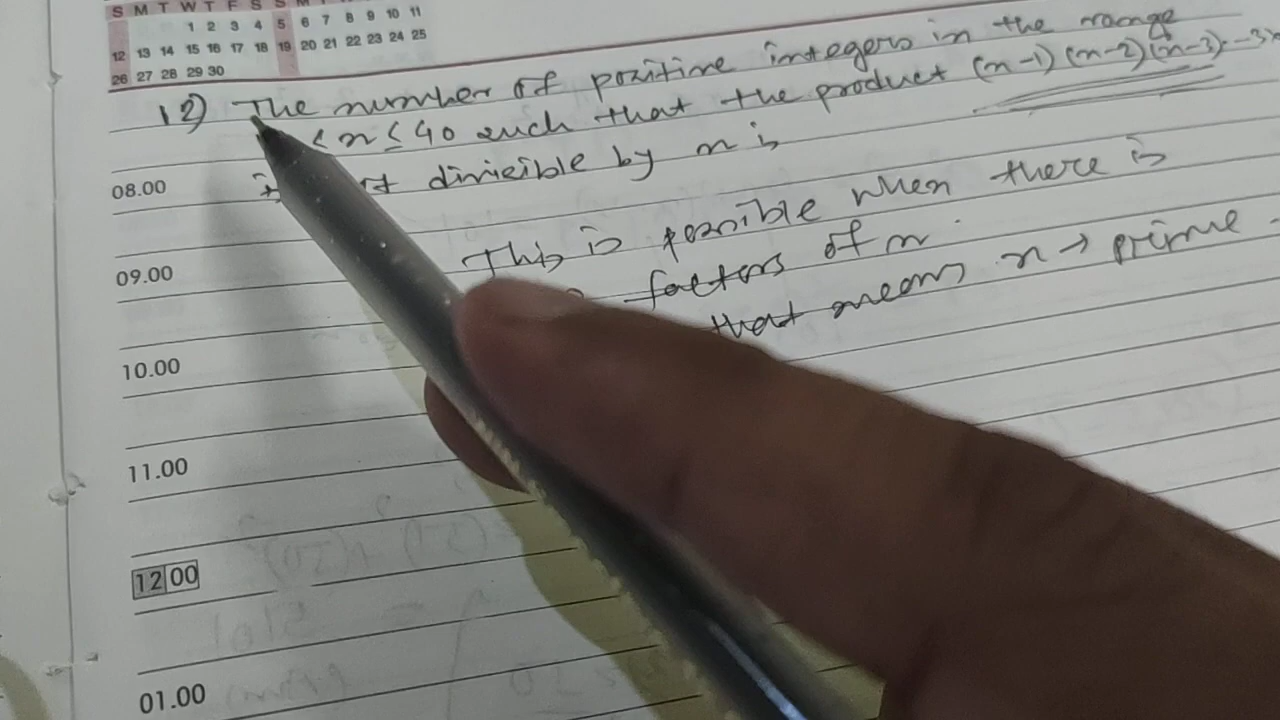 S M T W T F S S M
1 2 3 4 5 6 7 8 9 10 11
12 13 14 15 16 17 18 19 20 21 22 23 24 25
26 27 28 29 30
12) The number of positive integers in the range
< n ≤ 40 such that the product (n-1) (n-2) (n-3)---3x
divisible by n is
08.00
This is possible when there is
09.00
factors of n.
that means n → prime
10.00
11.00
12 00
01.00